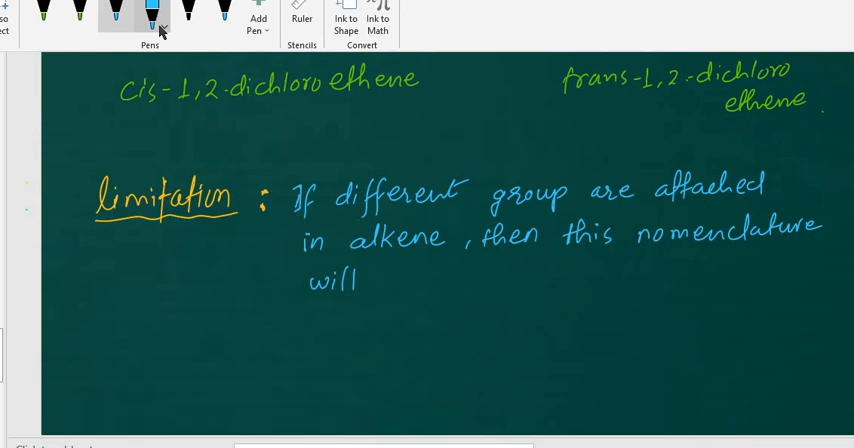 Add
Pen
Ruler
Ink to
Shape
Ink to
Math
Pens
Stencils
Convert
cis-1,2-dichloro ethene
trans-1,2-dichloro
ethene
limitation : If different group are attached
in alkene, then this nomenclature
will